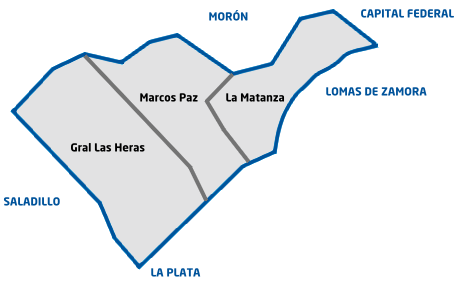 CAPITAL FEDERAL
MORÓN
LOMAS DE ZAMORA
Marcos Paz
La Matanza
Gral Las Heras
SALADILLO
LA PLATA